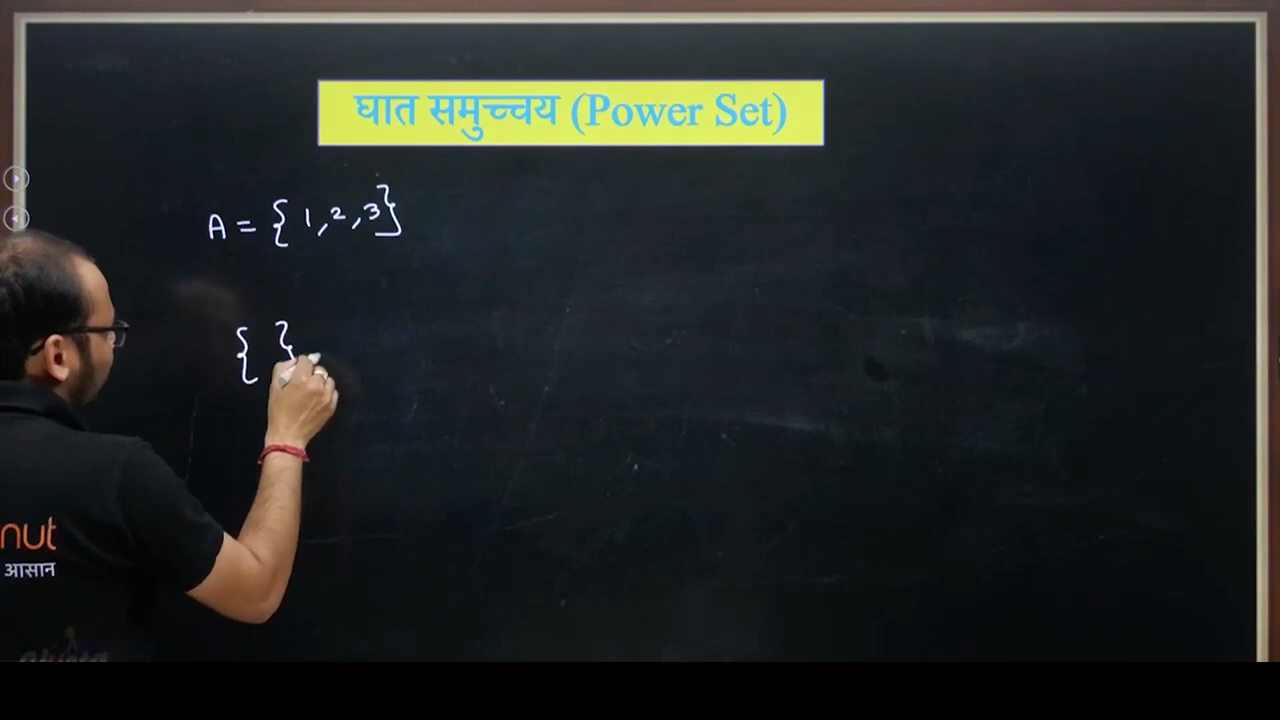 घात समुच्चय (Power Set)
A = { 1, 2, 3}
{ }
nut
आसान